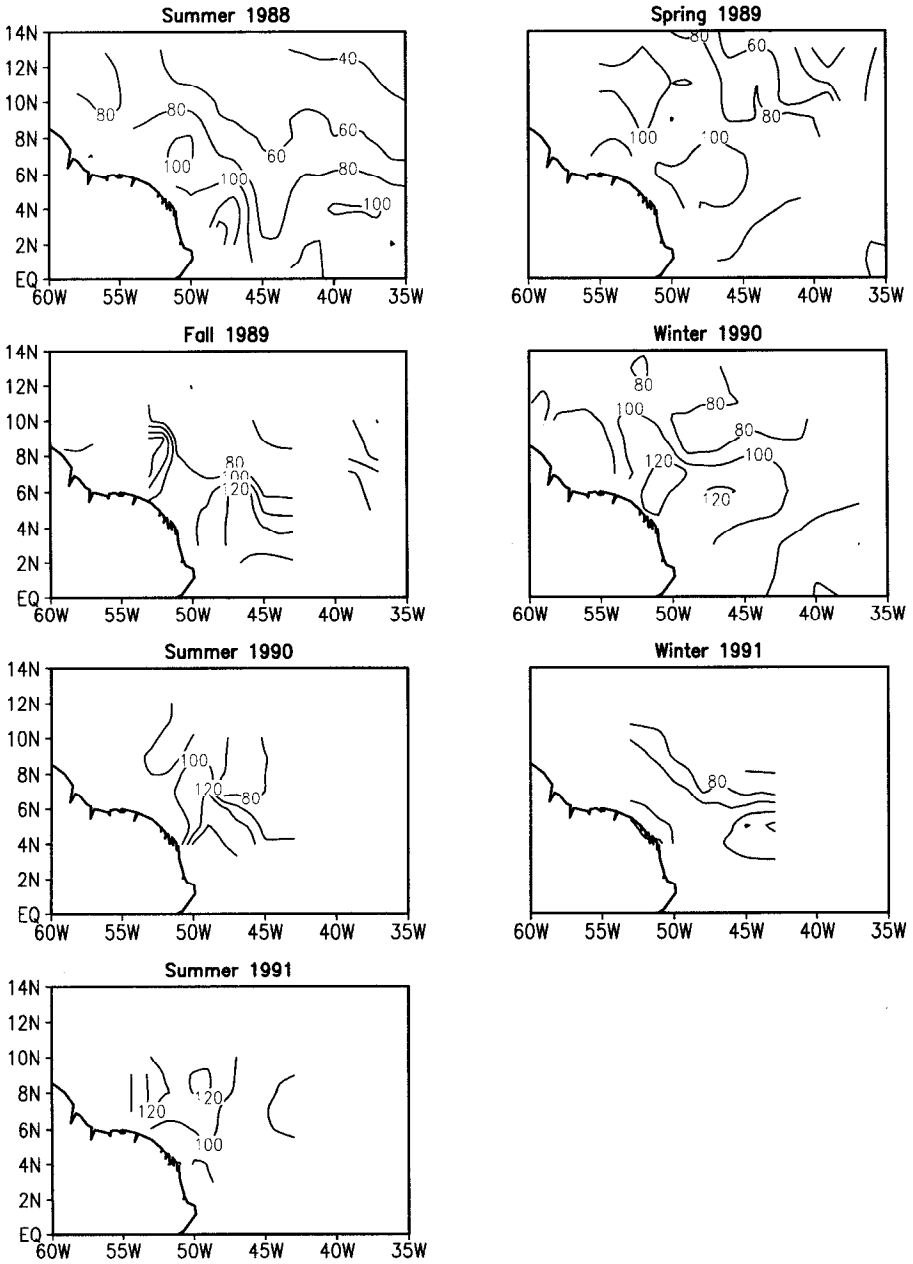 Summer 1988
14N
12N
10N
8N
6N
4N
2N
EQ
60W 55W 50W 45W 40W 35W
40
80
80
60
60
100
100
80
100
Spring 1989
60W 55W 50W 45W 40W 35W
80
60
80
100
100
Fall 1989
14N
12N
10N
8N
6N
4N
2N
EQ
60W 55W 50W 45W 40W 35W
80
100
120
Winter 1990
60W 55W 50W 45W 40W 35W
80
100
80
80
120
100
120
Summer 1990
14N
12N
10N
8N
6N
4N
2N
EQ
60W 55W 50W 45W 40W 35W
100
120
80
Winter 1991
60W 55W 50W 45W 40W 35W
80
Summer 1991
14N
12N
10N
8N
6N
4N
2N
EQ
60W 55W 50W 45W 40W 35W
120
120
100